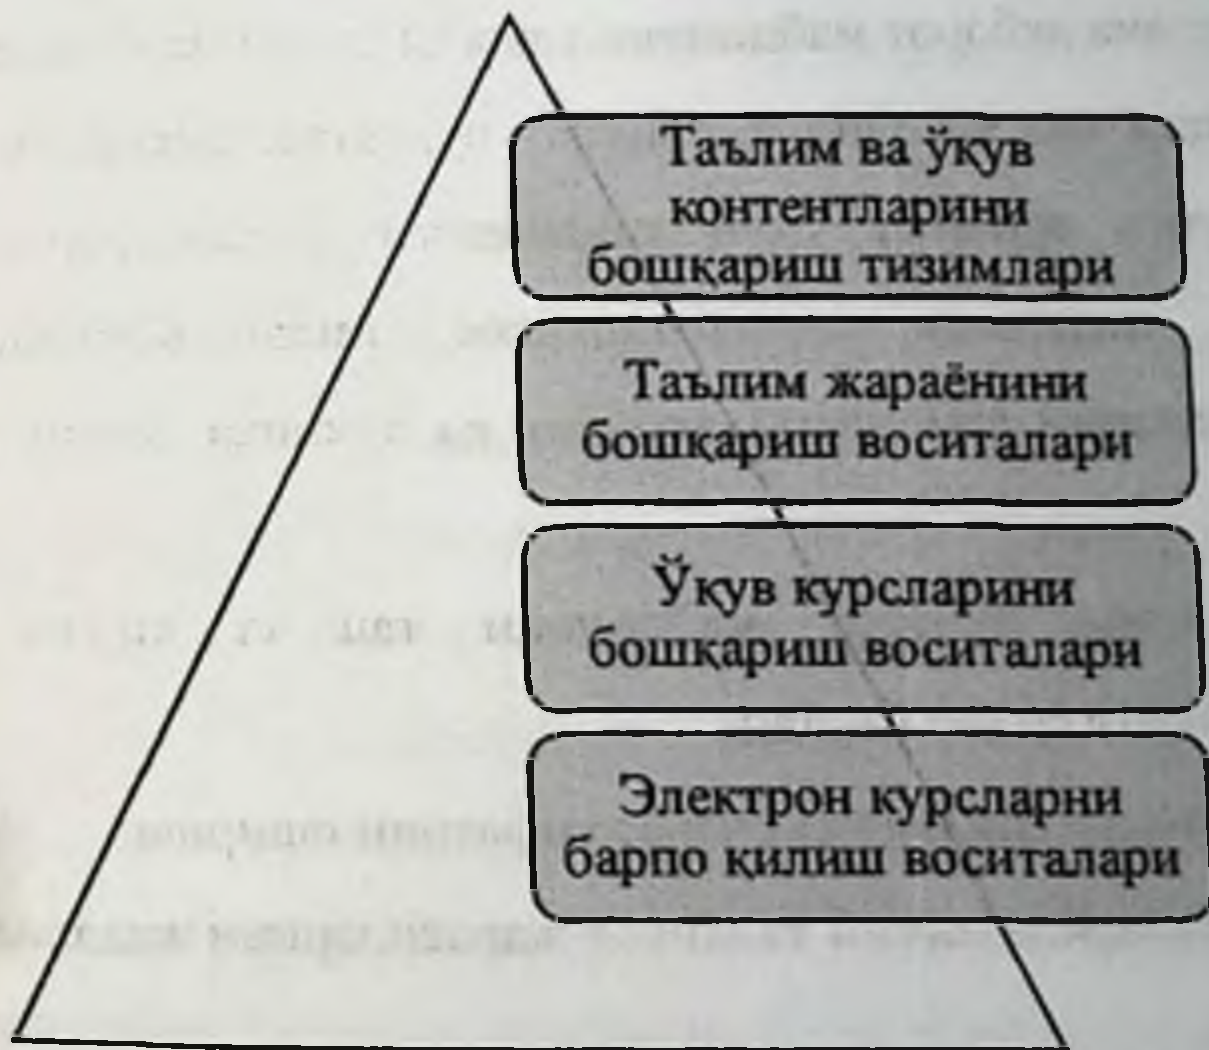 Таълим ва ўқув
контентларини
бошқариш тизимлари
Таълим жараёнини
бошқариш воситалари
Ўқув курсларини
бошқариш воситалари
Электрон курсларни
барпо қилиш воситалари